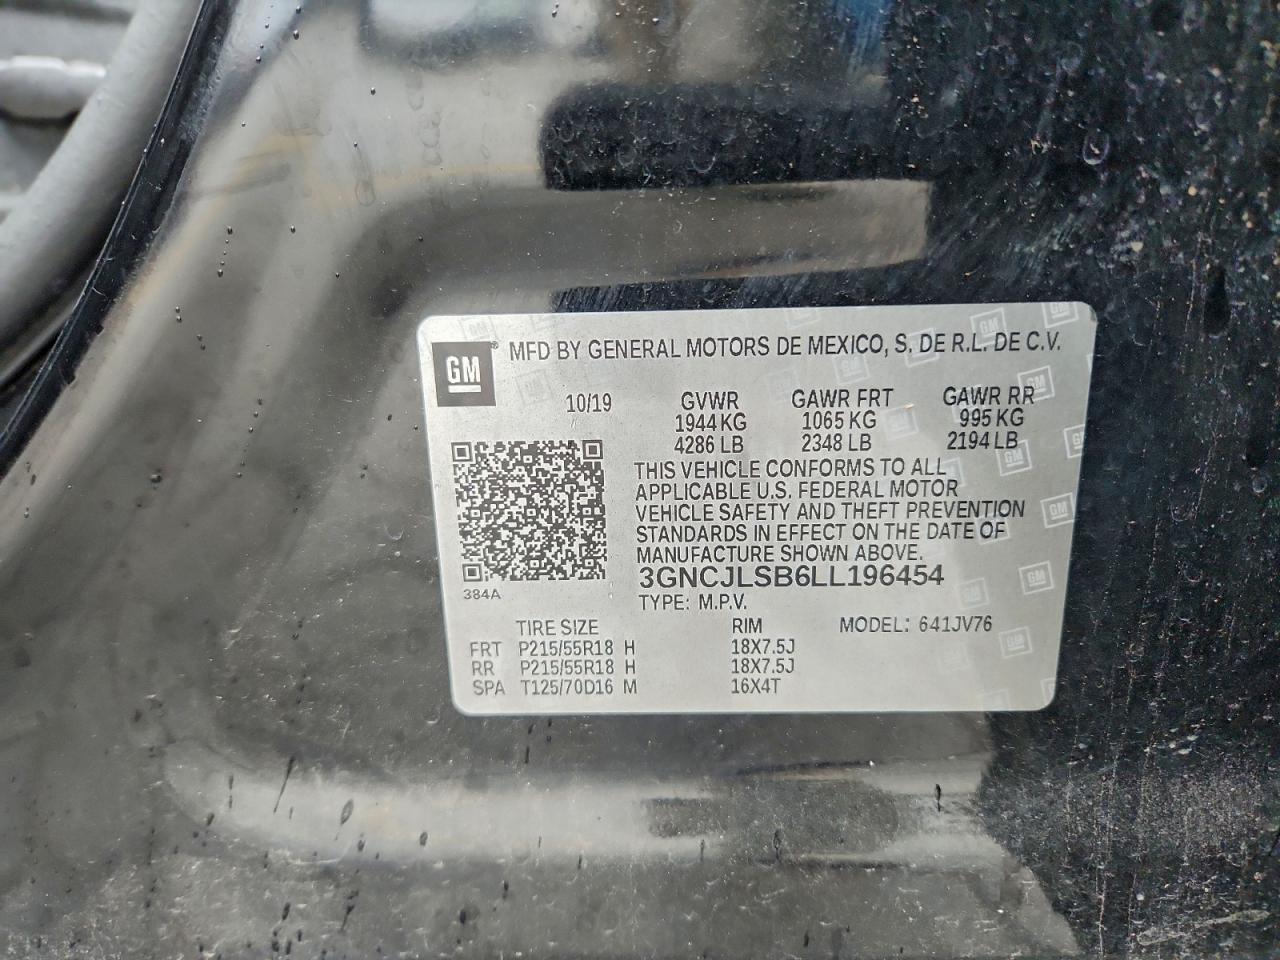 GM® MFD BY GENERAL MOTORS DE MEXICO, S. DE R.L. DE C.V.
10/19 GVWR GAWR FRT GAWR RR
1944 KG 1065 KG 995 KG
4286 LB 2348 LB 2194 LB
THIS VEHICLE CONFORMS TO ALL
APPLICABLE U.S. FEDERAL MOTOR
VEHICLE SAFETY AND THEFT PREVENTION
STANDARDS IN EFFECT ON THE DATE OF
MANUFACTURE SHOWN ABOVE.
3GNCJLSB6LL196454
384A
TYPE: M.P.V.
TIRE SIZE RIM MODEL: 641JV76
FRT P215/55R18 H 18X7.5J
RR P215/55R18 H 18X7.5J
SPA T125/70D16 M 16X4T